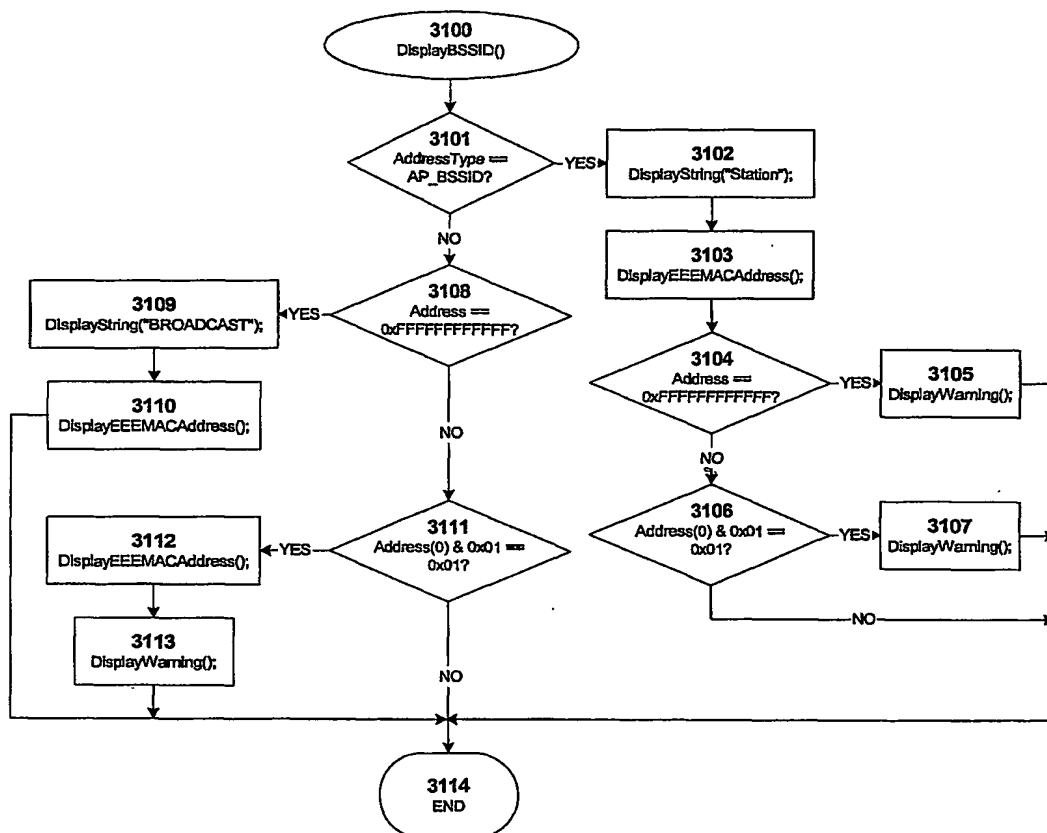 3100
DisplayBSSID()
3101
AddressType ==
AP_BSSID?
YES
3102
DisplayString("Station");
NO
3103
DisplayEEEMACAddress();
3108
Address ==
0xFFFFFFFFFFFF?
YES
3109
DisplayString("BROADCAST");
3104
Address ==
0xFFFFFFFFFFFF?
YES
3105
DisplayWarning();
3110
DisplayEEEMACAddress();
NO
NO
3111
Address(0) & 0x01 ==
0x01?
YES
3112
DisplayEEEMACAddress();
3106
Address(0) & 0x01 ==
0x01?
YES
3107
DisplayWarning();
NO
3113
DisplayWarning();
NO
3114
END